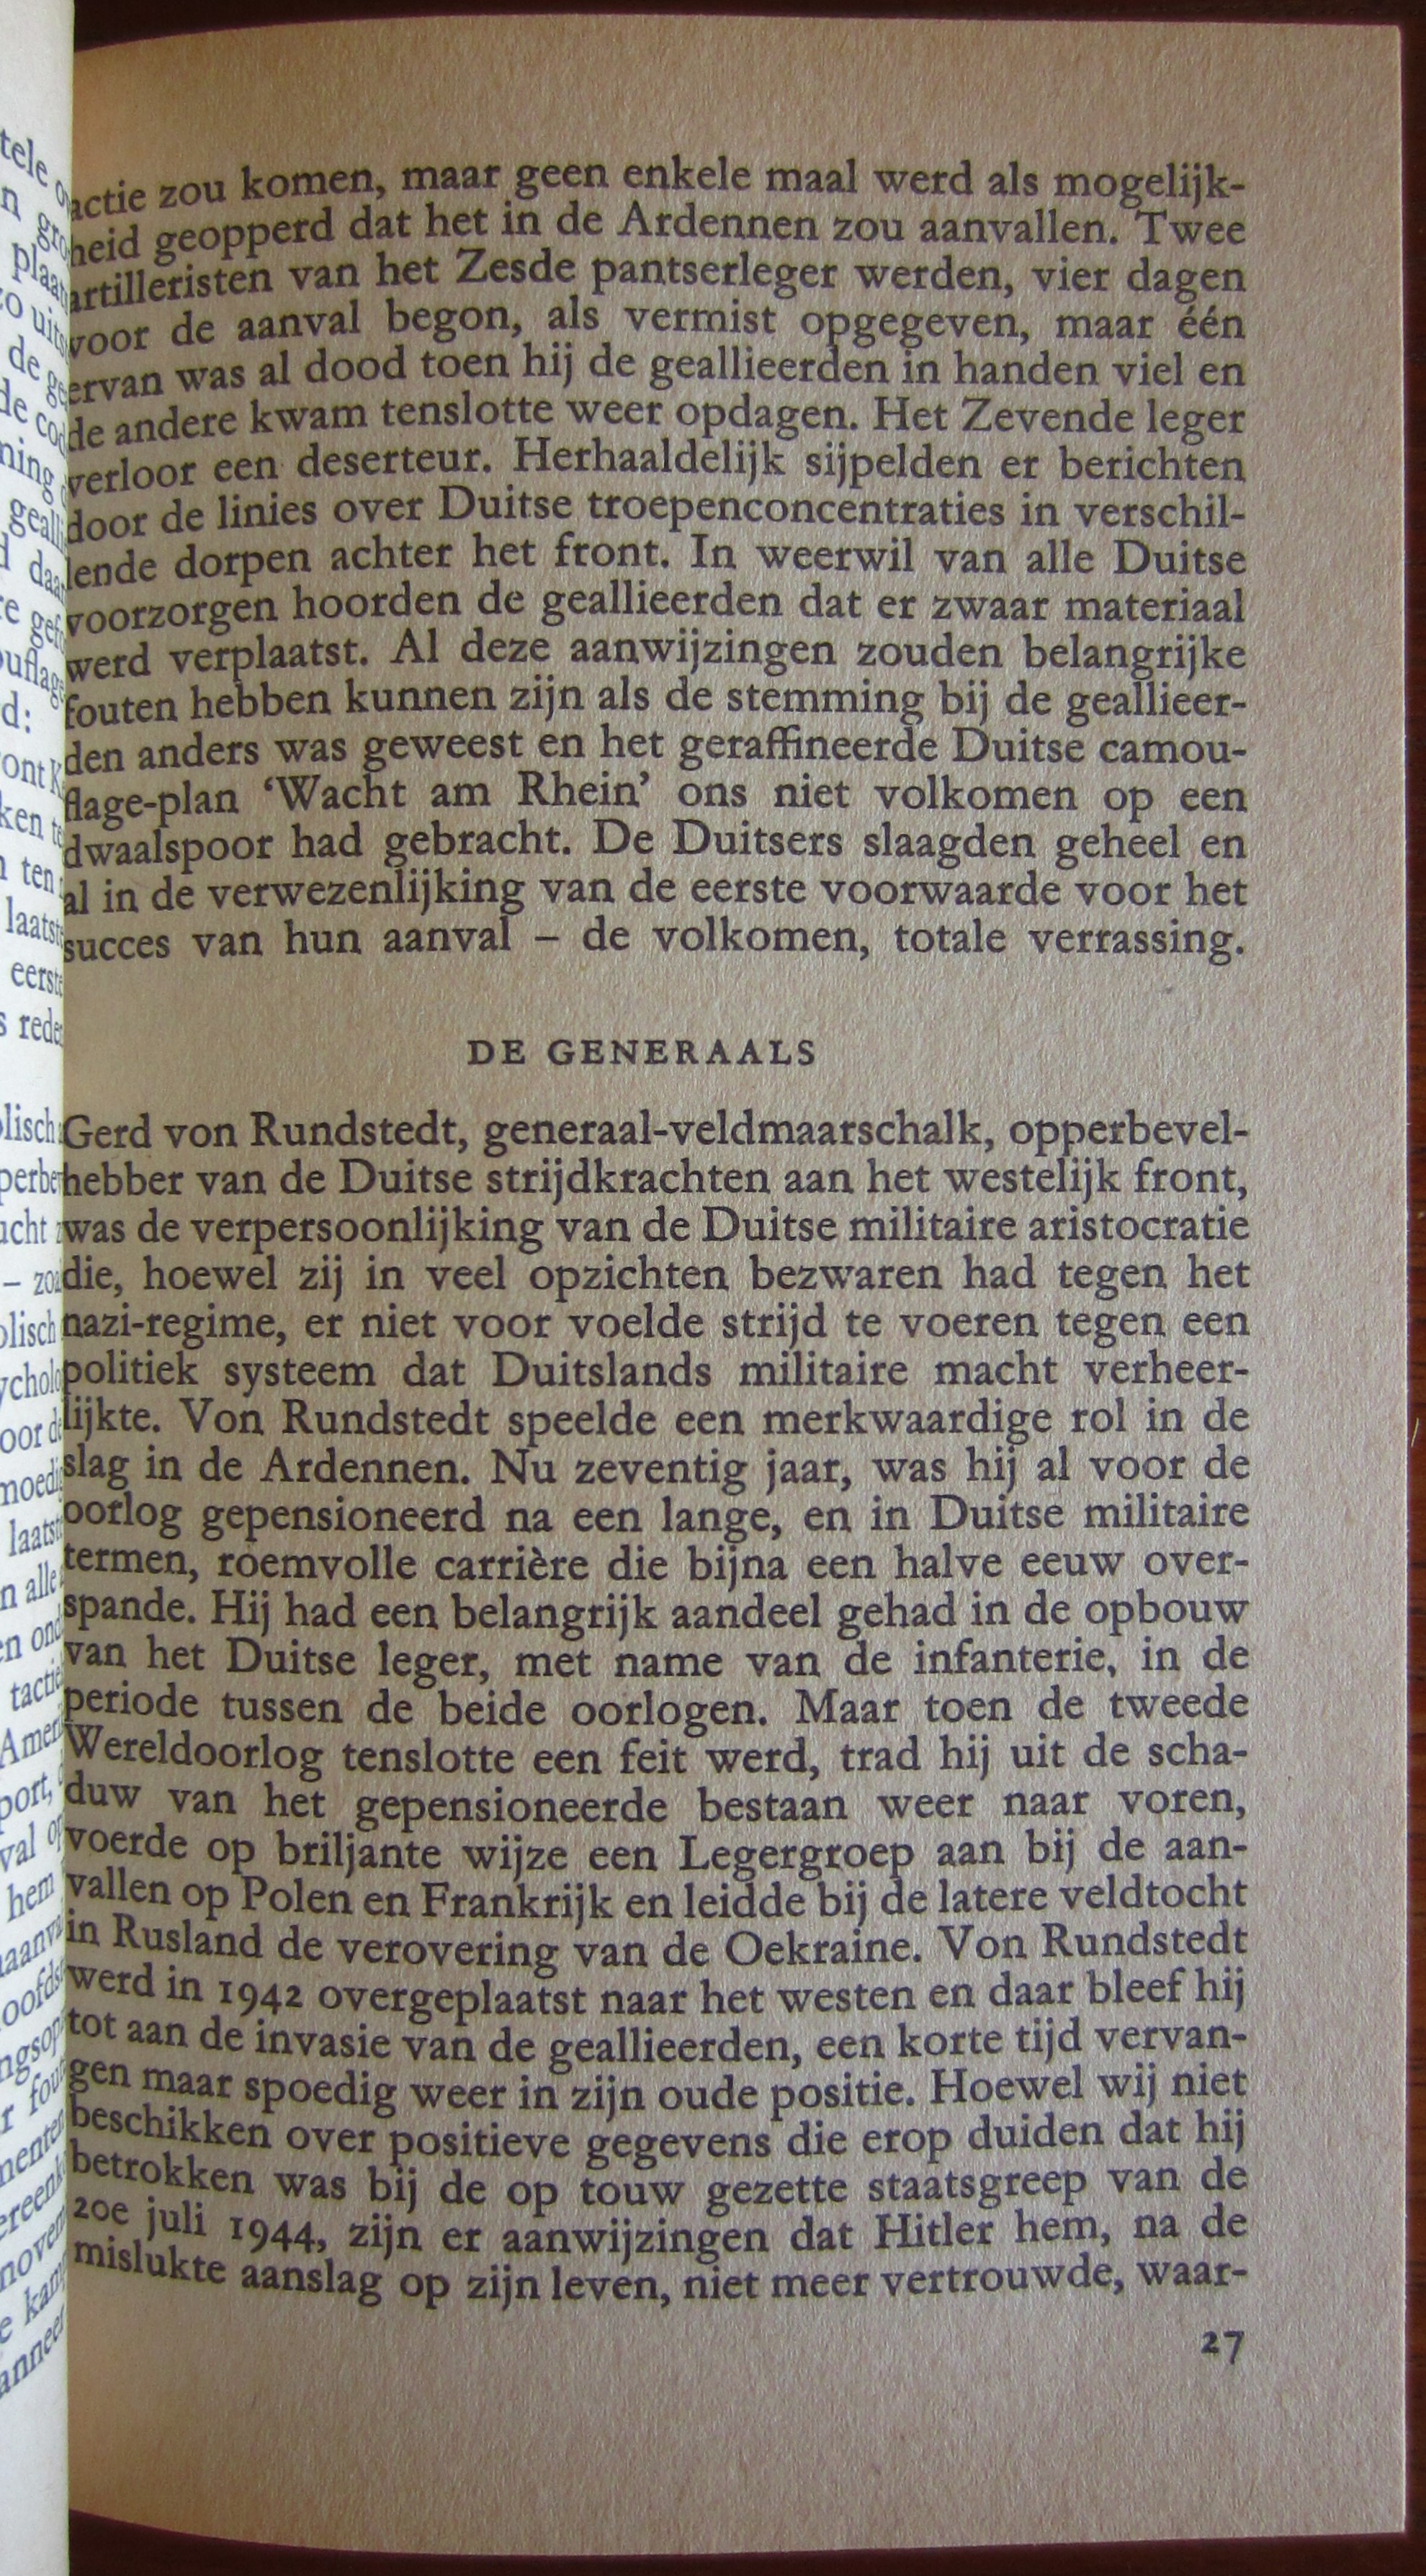 actie zou komen, maar geen enkele maal werd als mogelijk-
heid geopperd dat het in de Ardennen zou aanvallen. Twee
artilleristen van het Zesde pantserleger werden, vier dagen
voor de aanval begon, als vermist opgegeven, maar één
ervan was al dood toen hij de geallieerden in handen viel en
de andere kwam tenslotte weer opdagen. Het Zevende leger
verloor een deserteur. Herhaaldelijk sijpelden er berichten
door de linies over Duitse troepenconcentraties in verschil-
lende dorpen achter het front. In weerwil van alle Duitse
voorzorgen hoorden de geallieerden dat er zwaar materiaal
werd verplaatst. Al deze aanwijzingen zouden belangrijke
fouten hebben kunnen zijn als de stemming bij de geallieer-
den anders was geweest en het geraffineerde Duitse camou-
flage-plan ‘Wacht am Rhein’ ons niet volkomen op een
dwaalspoor had gebracht. De Duitsers slaagden geheel en
al in de verwezenlijking van de eerste voorwaarde voor het
succes van hun aanval – de volkomen, totale verrassing.
DE GENERAALS
Gerd von Rundstedt, generaal-veldmaarschalk, opperbevel-
hebber van de Duitse strijdkrachten aan het westelijk front,
was de verpersoonlijking van de Duitse militaire aristocratie
die, hoewel zij in veel opzichten bezwaren had tegen het
nazi-regime, er niet voor voelde strijd te voeren tegen een
politiek systeem dat Duitslands militaire macht verheer-
lijkte. Von Rundstedt speelde een merkwaardige rol in de
slag in de Ardennen. Nu zeventig jaar, was hij al voor de
oorlog gepensioneerd na een lange, en in Duitse militaire
termen, roemvolle carrière die bijna een halve eeuw over-
spande. Hij had een belangrijk aandeel gehad in de opbouw
van het Duitse leger, met name van de infanterie, in de
periode tussen de beide oorlogen. Maar toen de tweede
Wereldoorlog tenslotte een feit werd, trad hij uit de scha-
duw van het gepensioneerde bestaan weer naar voren,
voerde op briljante wijze een Legergroep aan bij de aan-
vallen op Polen en Frankrijk en leidde bij de latere veldtocht
in Rusland de verovering van de Oekraine. Von Rundstedt
werd in 1942 overgeplaatst naar het westen en daar bleef hij
tot aan de invasie van de geallieerden, een korte tijd vervan-
gen maar spoedig weer in zijn oude positie. Hoewel wij niet
beschikken over positieve gegevens die erop duiden dat hij
betrokken was bij de op touw gezette staatsgreep van de
20e juli 1944, zijn er aanwijzingen dat Hitler hem, na de
mislukte aanslag op zijn leven, niet meer vertrouwde, waar-
27